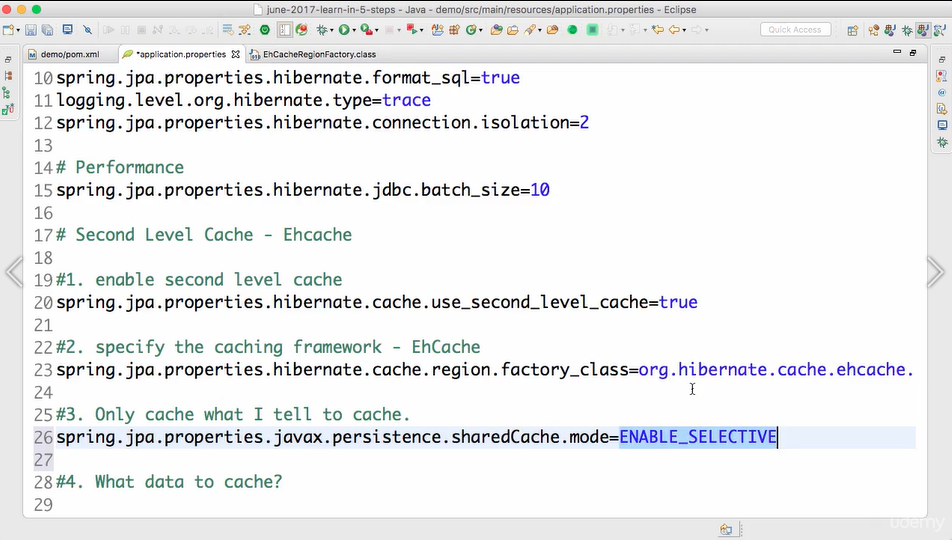 june-2017-learn-in-5-steps - Java - demo/src/main/resources/application.properties - Eclipse
Quick Access
demo/pom.xml
*application.properties
EhCacheRegionFactory.class
10 spring.jpa.properties.hibernate.format_sql=true
11 logging.level.org.hibernate.type=trace
12 spring.jpa.properties.hibernate.connection.isolation=2
13
14 # Performance
15 spring.jpa.properties.hibernate.jdbc.batch_size=10
16
17 # Second Level Cache - Ehcache
18
19 #1. enable second level cache
20 spring.jpa.properties.hibernate.cache.use_second_level_cache=true
21
22 #2. specify the caching framework - EhCache
23 spring.jpa.properties.hibernate.cache.region.factory_class=org.hibernate.cache.ehcache.
24
25 #3. Only cache what I tell to cache.
26 spring.jpa.properties.javax.persistence.sharedCache.mode=ENABLE_SELECTIVE
27
28 #4. What data to cache?
29
udemy